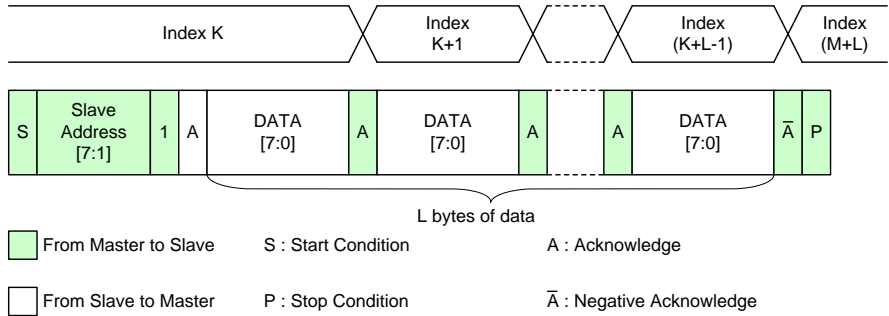 Index K
Index
K+1
Index
(K+L-1)
Index
(M+L)
S
Slave
Address
[7:1]
1
A
DATA
[7:0]
A
DATA
[7:0]
A
A
DATA
[7:0]
A̅
P
L bytes of data
From Master to Slave
S : Start Condition
A : Acknowledge
From Slave to Master
P : Stop Condition
A̅ : Negative Acknowledge